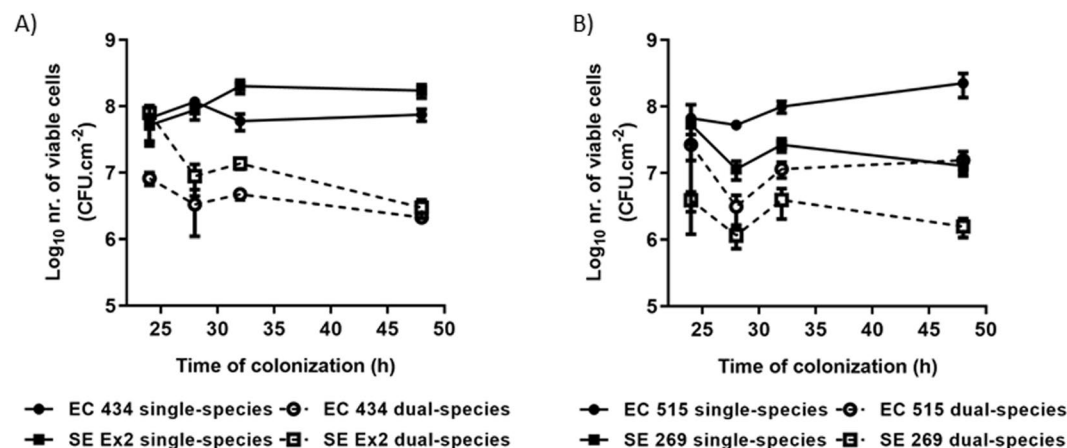 A)
Log10 nr. of viable cells
(CFU.cm-2)
9
8
7
6
5
25 30 35 40 45 50
Time of colonization (h)
EC 434 single-species EC 434 dual-species
SE Ex2 single-species SE Ex2 dual-species
B)
Log10 nr. of viable cells
(CFU.cm-2)
9
8
7
6
5
25 30 35 40 45 50
Time of colonization (h)
EC 515 single-species EC 515 dual-species
SE 269 single-species SE 269 dual-species